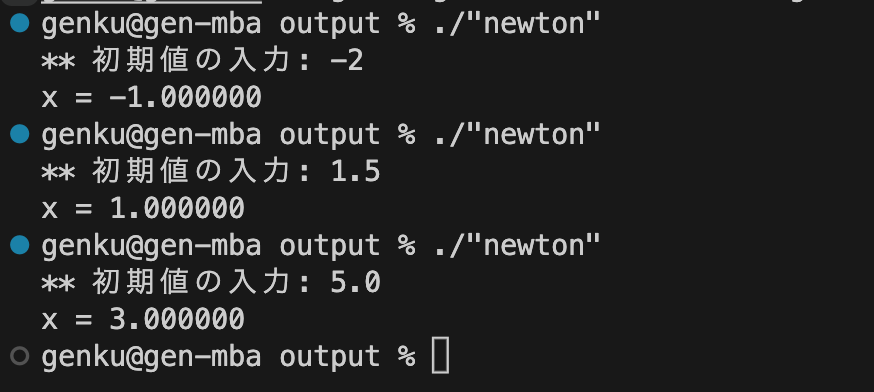 genku@gen-mba output % ./"newton"
** 初期値の入力: -2
x = -1.000000
genku@gen-mba output % ./"newton"
** 初期値の入力: 1.5
x = 1.000000
genku@gen-mba output % ./"newton"
** 初期値の入力: 5.0
x = 3.000000
genku@gen-mba output %